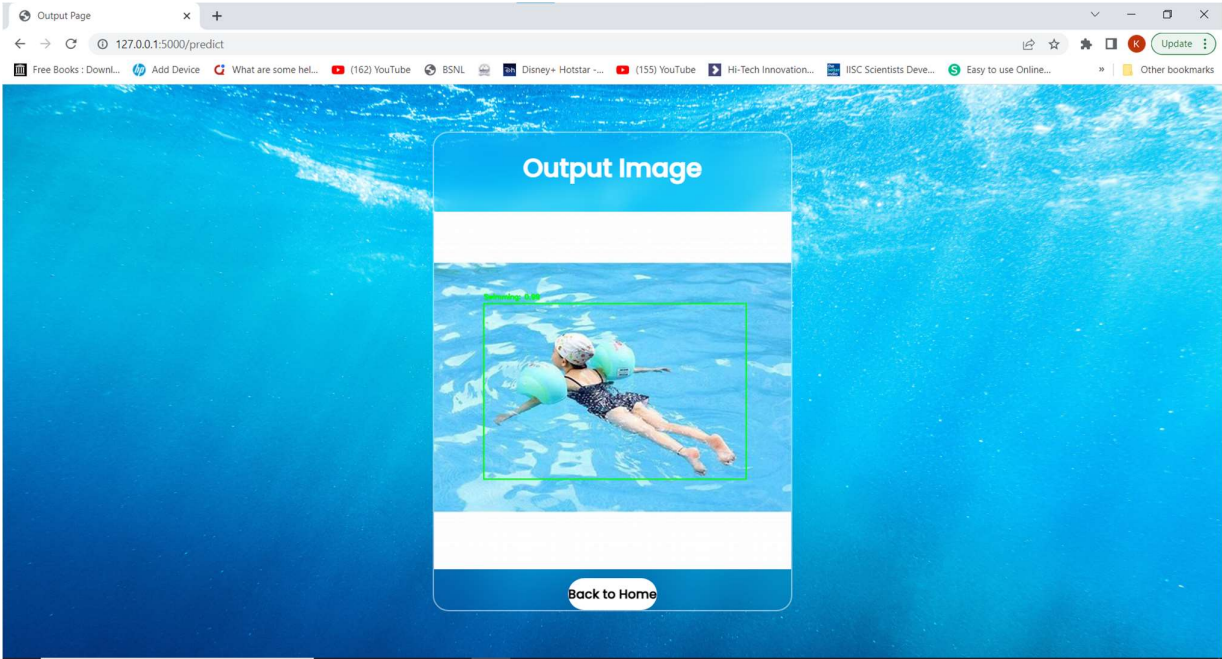 Output Page
127.0.0.1:5000/predict
Update
Free Books : Downl... Add Device What are some hel... (162) YouTube BSNL Disney+ Hotstar -... (155) YouTube Hi-Tech Innovation... IISC Scientists Deve... Easy to use Online... » Other bookmarks
Output Image
Back to Home